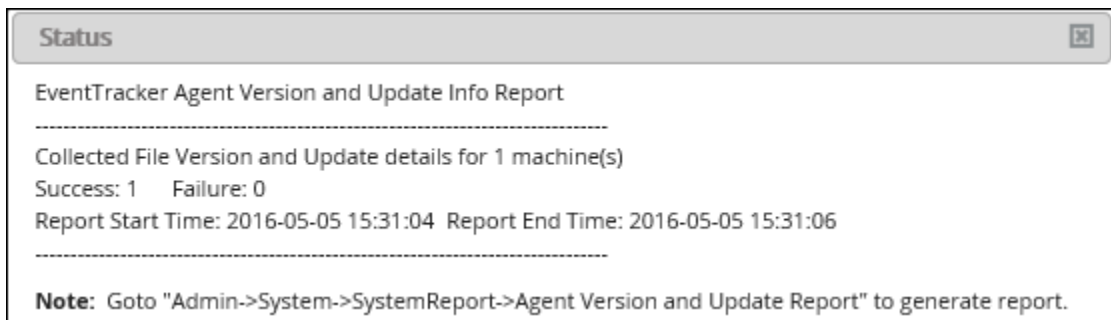 Status
EventTracker Agent Version and Update Info Report
--------------------------------------------------------------------------------
Collected File Version and Update details for 1 machine(s)
Success: 1 Failure: 0
Report Start Time: 2016-05-05 15:31:04 Report End Time: 2016-05-05 15:31:06
--------------------------------------------------------------------------------
Note: Goto "Admin->System->SystemReport->Agent Version and Update Report" to generate report.